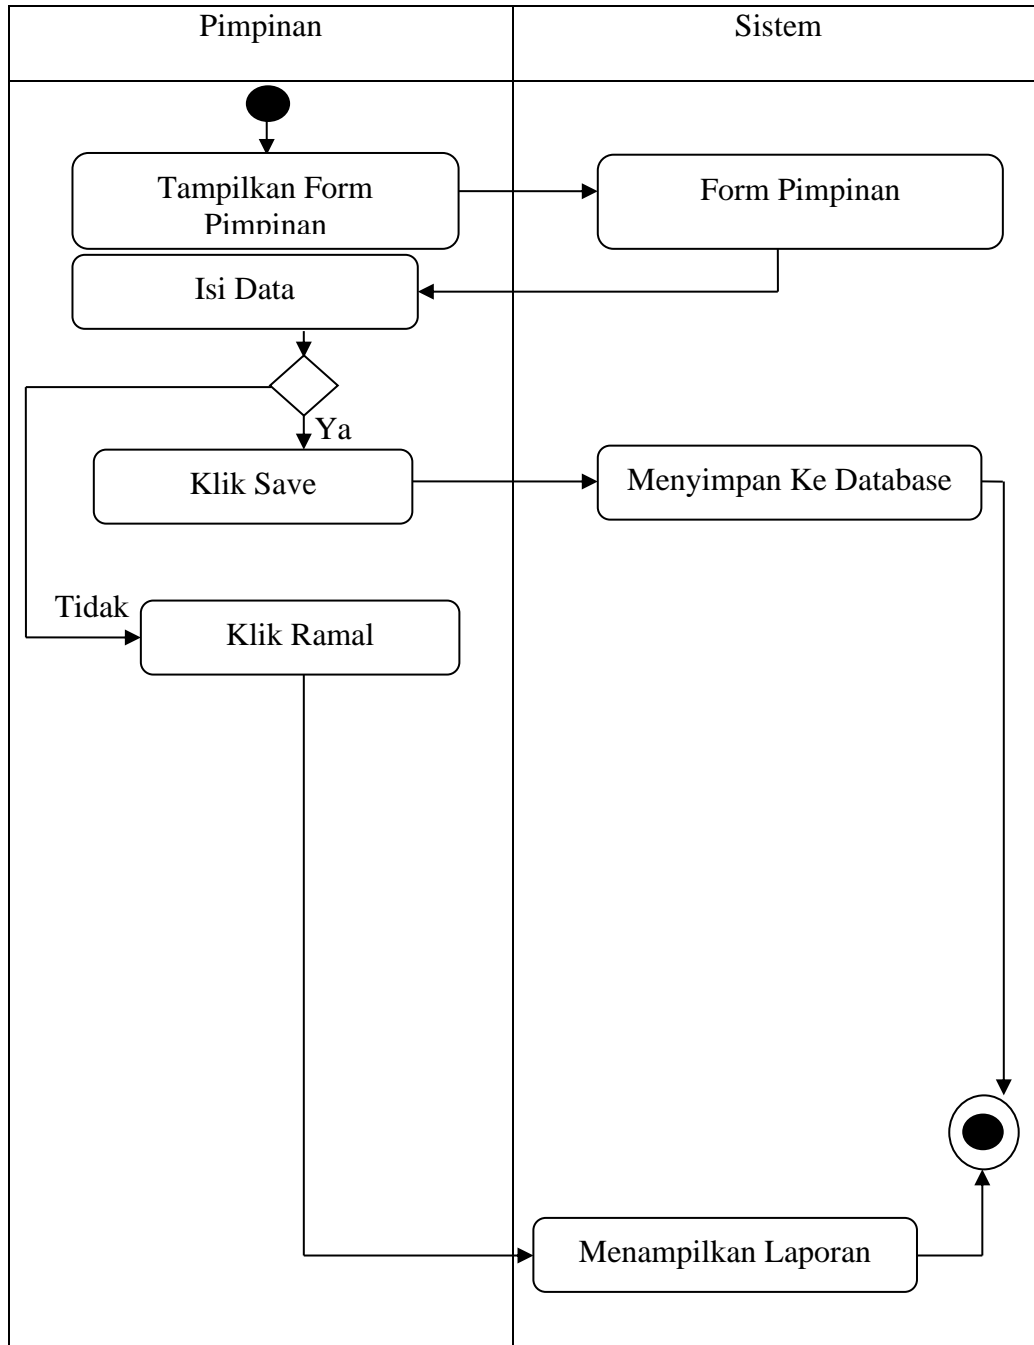 Pimpinan
Sistem
Tampilkan Form
Pimpinan
Form Pimpinan
Isi Data
Ya
Klik Save
Menyimpan Ke Database
Tidak
Klik Ramal
Menampilkan Laporan